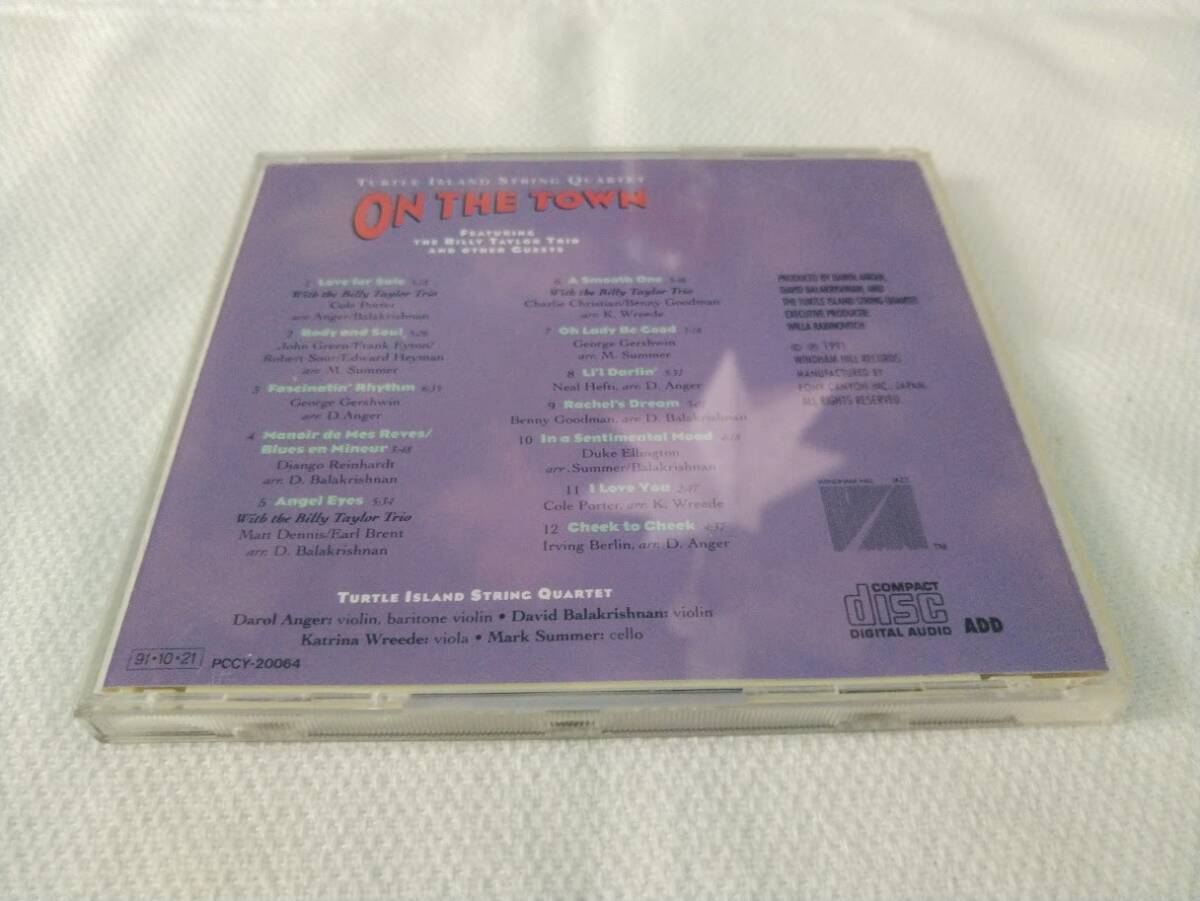 TURTLE ISLAND STRING QUARTET
ON THE TOWN
FEATURING
THE BILLY TAYLOR TRIO
AND OTHER GUESTS
1 Love for Sale
With the Billy Taylor Trio
Cole Porter
arr. Anger/Balakrishnan
2 Body and Soul
John Green/Frank Eyton/
Robert Sour/Edward Heyman
arr. M. Summer
3 Fascinatin' Rhythm
George Gershwin
arr. D. Anger
4 Manoir de Mes Reves/
Blues en Mineur
Django Reinhardt
arr. D. Balakrishnan
5 Angel Eyes 5:34
With the Billy Taylor Trio
Matt Dennis/Earl Brent
arr. D. Balakrishnan
6 A Smooth One
With the Billy Taylor Trio
Charlie Christian/Benny Goodman
arr. K. Wreede
7 Oh Lady Be Good
George Gershwin
arr. M. Summer
8 Li'l Darlin'
Neal Hefti, arr. D. Anger
9 Rachel's Dream
Benny Goodman, arr. D. Balakrishnan
10 In a Sentimental Mood
Duke Ellington
arr. Summer/Balakrishnan
11 I Love You
Cole Porter, arr. K. Wreede
12 Cheek to Cheek 4:37
Irving Berlin, arr. D. Anger
PRODUCED BY DAROL ANGER,
DAVID BALAKRISHNAN, AND
THE TURTLE ISLAND STRING QUARTET
EXECUTIVE PRODUCER:
WILLA RABINOVITCH
© ℗ 1991
WINDHAM HILL RECORDS
MANUFACTURED BY
PONY CANYON INC., JAPAN.
ALL RIGHTS RESERVED.
WINDHAM HILL JAZZ
™
TURTLE ISLAND STRING QUARTET
Darol Anger: violin, baritone violin • David Balakrishnan: violin
Katrina Wreede: viola • Mark Summer: cello
COMPACT
disc
DIGITAL AUDIO
ADD
91·10·21 PCCY-20064